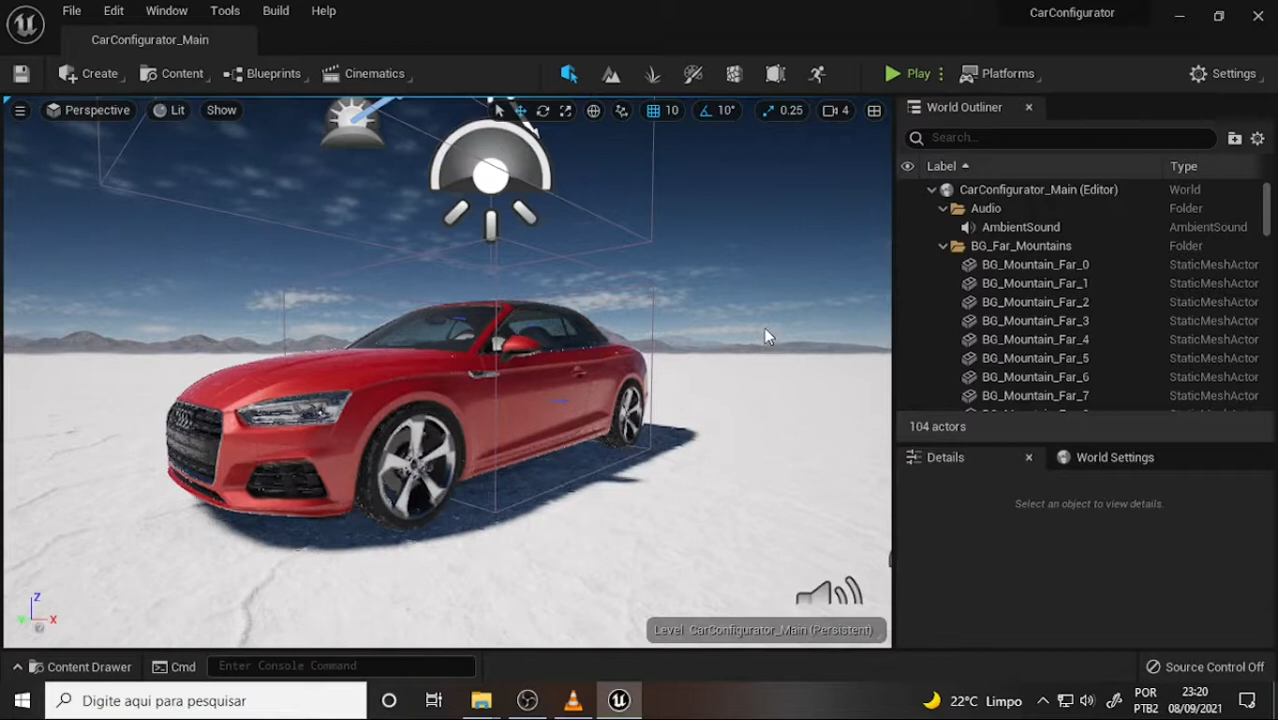 File Edit Window Tools Build Help
CarConfigurator
CarConfigurator_Main
Create Content Blueprints Cinematics Play Platforms Settings
Perspective Lit Show 10 10° 0.25 4
World Outliner
Search...
Label Type
CarConfigurator_Main (Editor) World
Audio Folder
AmbientSound AmbientSound
BG_Far_Mountains Folder
BG_Mountain_Far_0 StaticMeshActor
BG_Mountain_Far_1 StaticMeshActor
BG_Mountain_Far_2 StaticMeshActor
BG_Mountain_Far_3 StaticMeshActor
BG_Mountain_Far_4 StaticMeshActor
BG_Mountain_Far_5 StaticMeshActor
BG_Mountain_Far_6 StaticMeshActor
BG_Mountain_Far_7 StaticMeshActor
104 actors
Details World Settings
Select an object to view details.
Z
Y X
Level CarConfigurator_Main (Persistent)
Content Drawer Cmd Enter Console Command Source Control Off
Digite aqui para pesquisar
22°C Limpo
POR
PTB2
23:20
08/09/2021